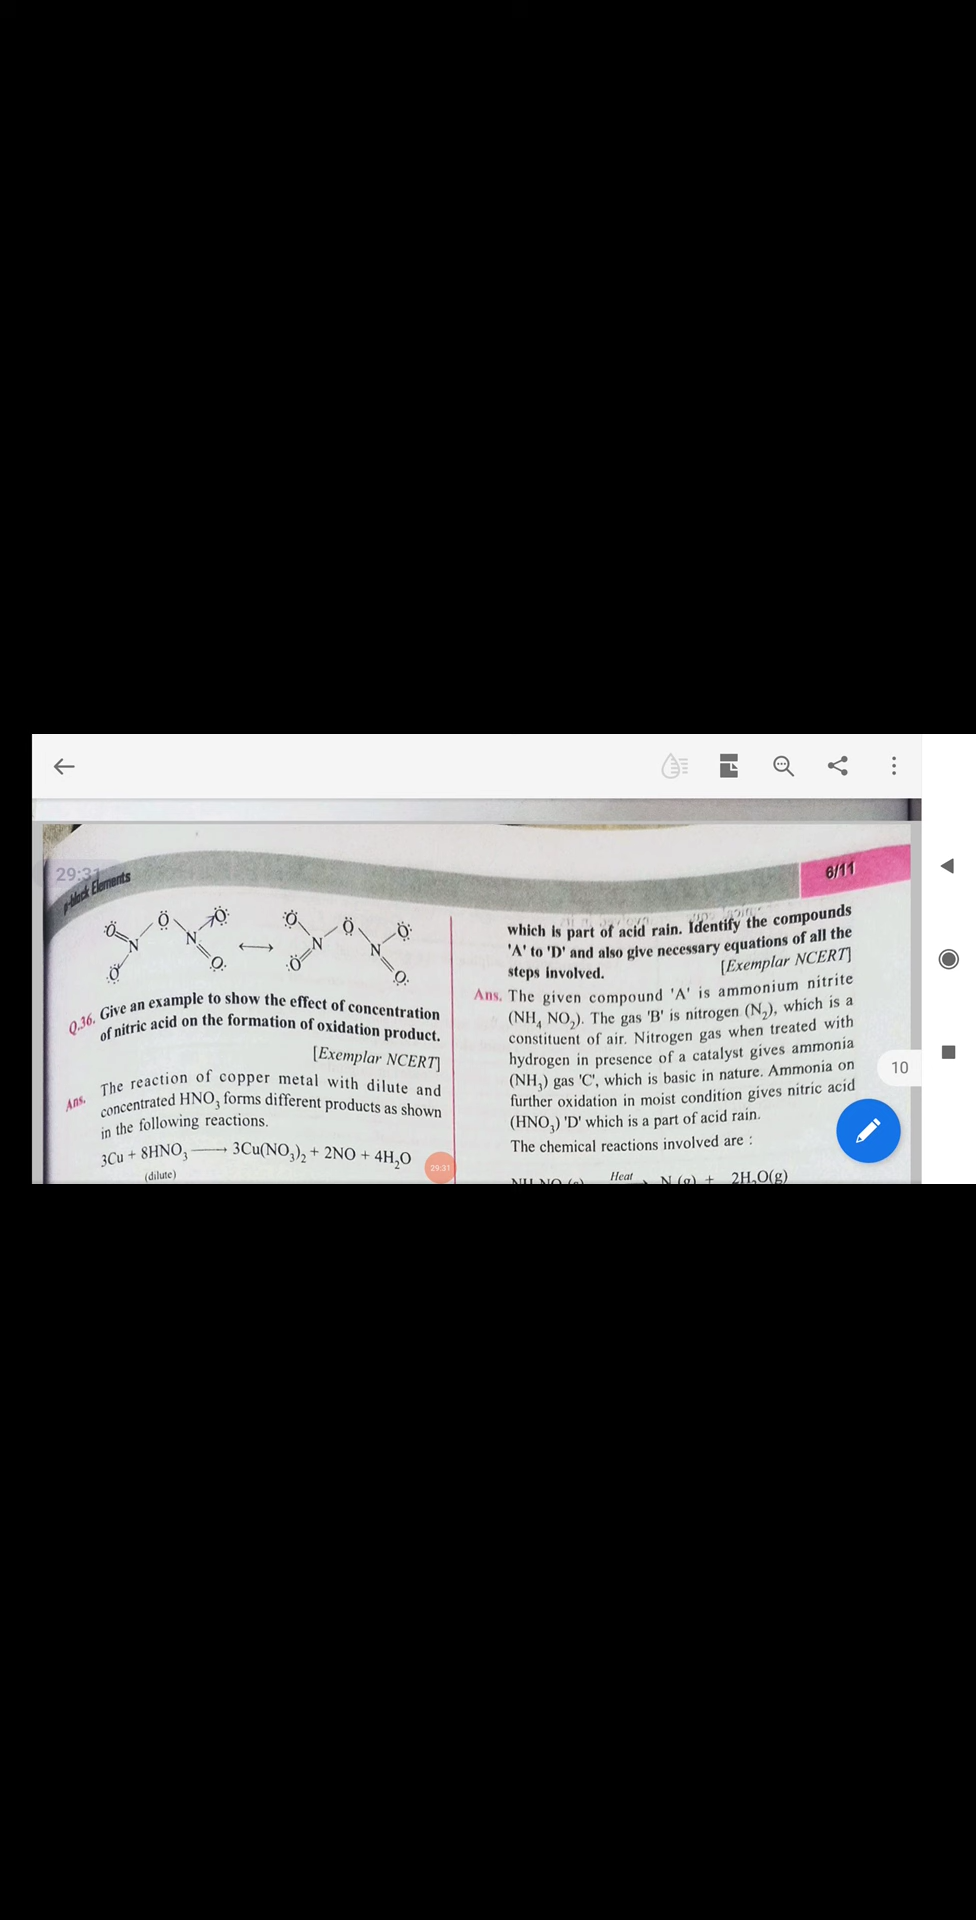 29:31
p-block Elements
6/11
Q.36. Give an example to show the effect of concentration
of nitric acid on the formation of oxidation product.
[Exemplar NCERT]
Ans. The reaction of copper metal with dilute and
concentrated HNO₃ forms different products as shown
in the following reactions.
3Cu + 8HNO₃ ⟶ 3Cu(NO₃)₂ + 2NO + 4H₂O
(dilute)
29:31
which is part of acid rain. Identify the compounds
'A' to 'D' and also give necessary equations of all the
steps involved. [Exemplar NCERT]
Ans. The given compound 'A' is ammonium nitrite
(NH₄ NO₂). The gas 'B' is nitrogen (N₂), which is a
constituent of air. Nitrogen gas when treated with
hydrogen in presence of a catalyst gives ammonia
(NH₃) gas 'C', which is basic in nature. Ammonia on
further oxidation in moist condition gives nitric acid
(HNO₃) 'D' which is a part of acid rain.
The chemical reactions involved are :
Heat
2H₂O(g)
10